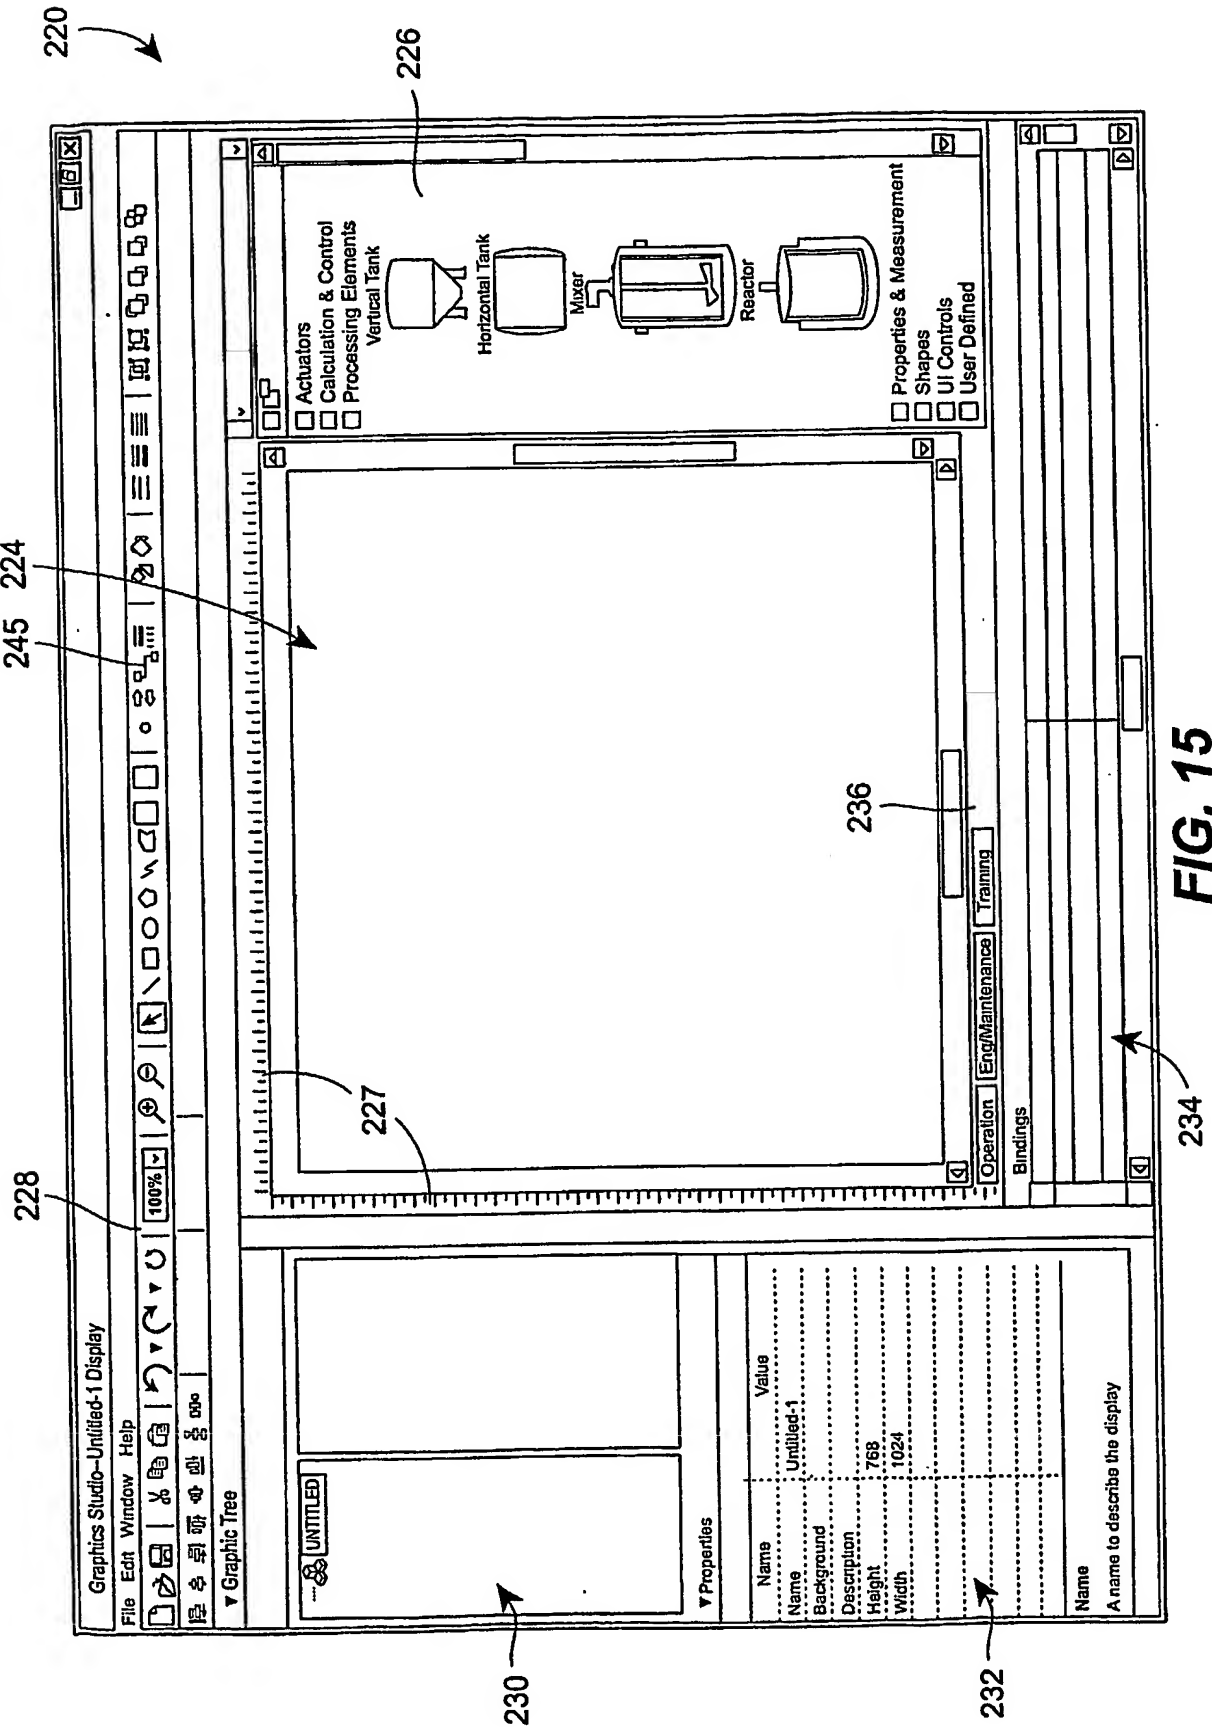 220
Graphics Studio–Untitled-1 Display
File Edit Window Help
228
245
224
100%
▾ Graphic Tree
UNTITLED
230
▾ Properties
Name Value
Name Untitled-1
Background
Description
Height 768
Width 1024
232
Name
A name to describe the display
227
226
Actuators
Calculation & Control
Processing Elements
Vertical Tank
Horizontal Tank
Mixer
Reactor
Properties & Measurement
Shapes
UI Controls
User Defined
236
Operation Eng/Maintenance Training
Bindings
234
FIG. 15